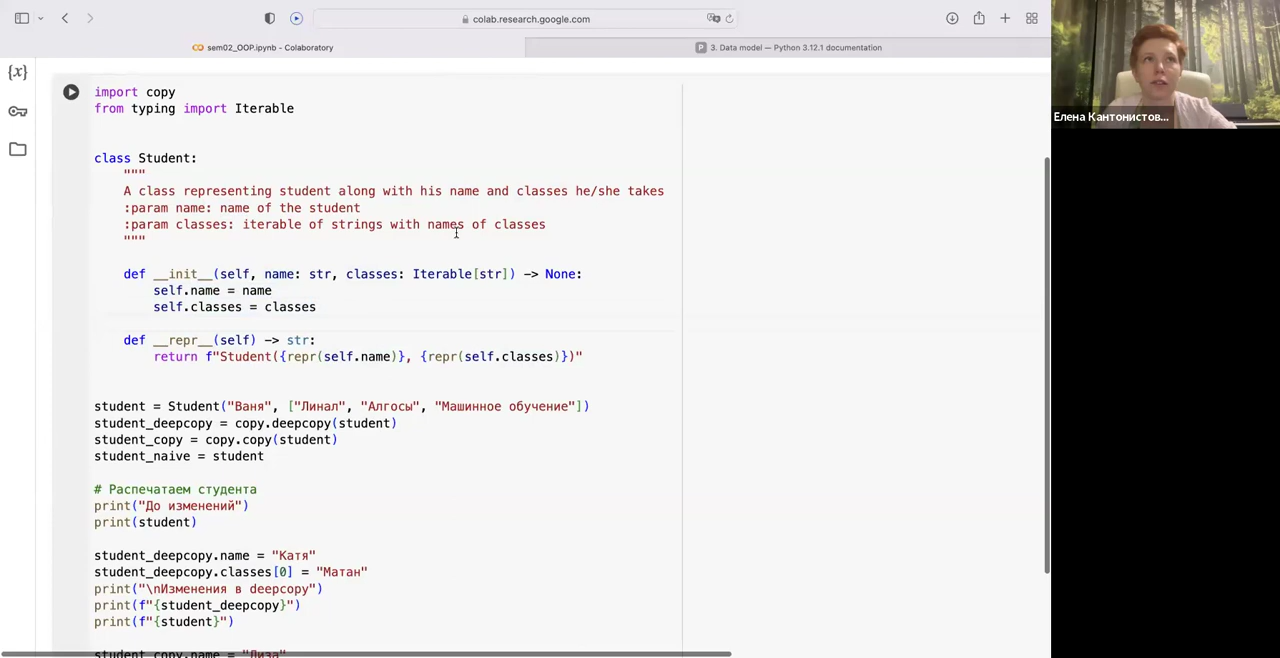 colab.research.google.com
sem02_OOP.ipynb - Colaboratory
3. Data model — Python 3.12.1 documentation
Елена Кантонистов...
{x}
import copy
from typing import Iterable
class Student:
"""
A class representing student along with his name and classes he/she takes
:param name: name of the student
:param classes: iterable of strings with names of classes
"""
def __init__(self, name: str, classes: Iterable[str]) -> None:
self.name = name
self.classes = classes
def __repr__(self) -> str:
return f"Student({repr(self.name)}, {repr(self.classes)})"
student = Student("Ваня", ["Линал", "Алгосы", "Машинное обучение"])
student_deepcopy = copy.deepcopy(student)
student_copy = copy.copy(student)
student_naive = student
# Распечатаем студента
print("До изменений")
print(student)
student_deepcopy.name = "Катя"
student_deepcopy.classes[0] = "Матан"
print("\nИзменения в deepcopy")
print(f"{student_deepcopy}")
print(f"{student}")
student_copy.name = "Лиза"